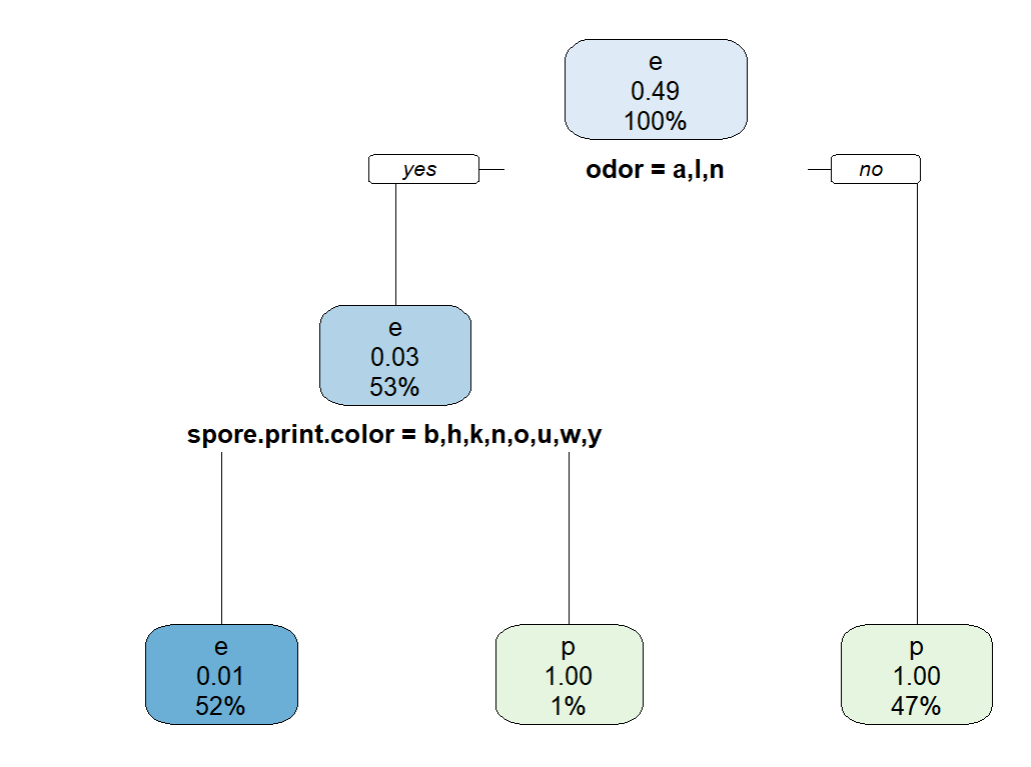 e
0.49
100%
yes
odor = a,l,n
no
e
0.03
53%
spore.print.color = b,h,k,n,o,u,w,y
e
0.01
52%
p
1.00
1%
p
1.00
47%